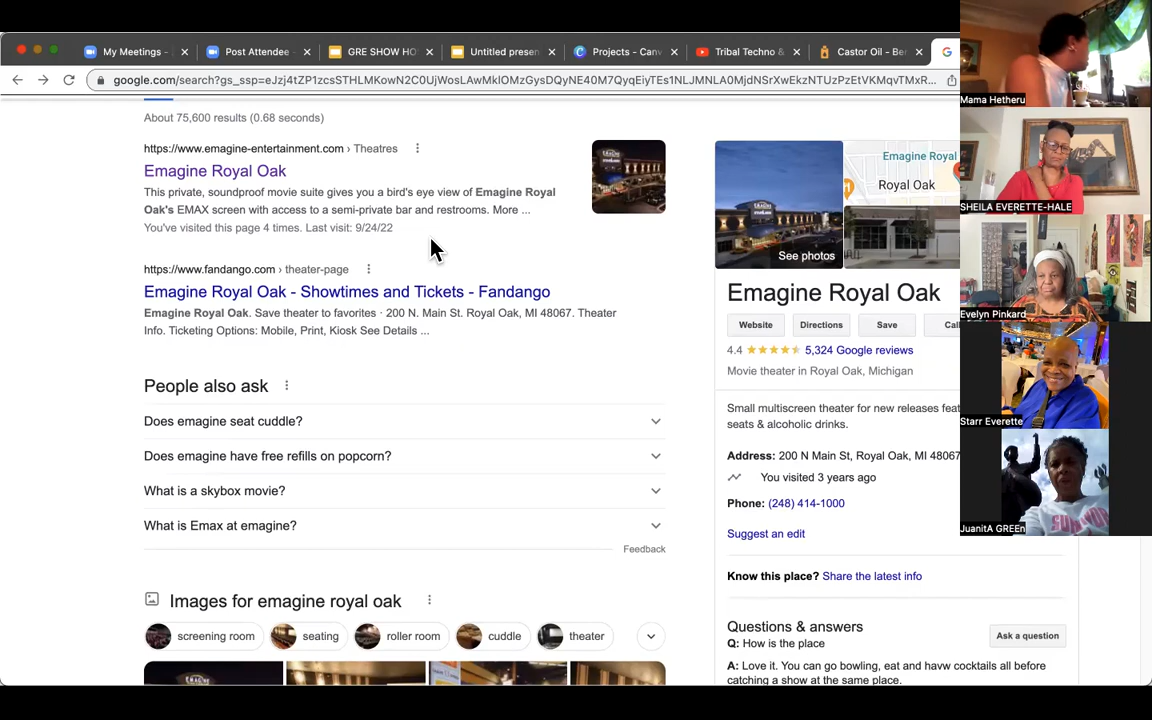 My Meetings -
Post Attendee -
GRE SHOW HO
Untitled presen
Projects - Canv
Tribal Techno &
Castor Oil - Be
google.com/search?gs_ssp=eJzj4tZP1zcsSTHLMKowN2C0UjWosLAwMklOMzGysDQyNE40M7QyqEiyTEs1NLJMNLA0MjdNSrXwEkzNTUzPzEtVKMqvTMxR...
About 75,600 results (0.68 seconds)
https://www.emagine-entertainment.com › Theatres
Emagine Royal Oak
This private, soundproof movie suite gives you a bird's eye view of Emagine Royal
Oak's EMAX screen with access to a semi-private bar and restrooms. More ...
You've visited this page 4 times. Last visit: 9/24/22
https://www.fandango.com › theater-page
Emagine Royal Oak - Showtimes and Tickets - Fandango
Emagine Royal Oak. Save theater to favorites · 200 N. Main St. Royal Oak, MI 48067. Theater
Info. Ticketing Options: Mobile, Print, Kiosk See Details ...
People also ask
Does emagine seat cuddle?
Does emagine have free refills on popcorn?
What is a skybox movie?
What is Emax at emagine?
Feedback
Images for emagine royal oak
screening room
seating
roller room
cuddle
theater
Emagine Royal
Royal Oak
See photos
Emagine Royal Oak
Website
Directions
Save
Call
4.4
5,324 Google reviews
Movie theater in Royal Oak, Michigan
Small multiscreen theater for new releases feat
seats & alcoholic drinks.
Address: 200 N Main St, Royal Oak, MI 48067
You visited 3 years ago
Phone: (248) 414-1000
Suggest an edit
Know this place? Share the latest info
Questions & answers
Ask a question
Q: How is the place
A: Love it. You can go bowling, eat and havw cocktails all before
catching a show at the same place.
Mama Hetheru
SHEILA EVERETTE-HALE
Evelyn Pinkard
Starr Everette
JuanitA GREEn